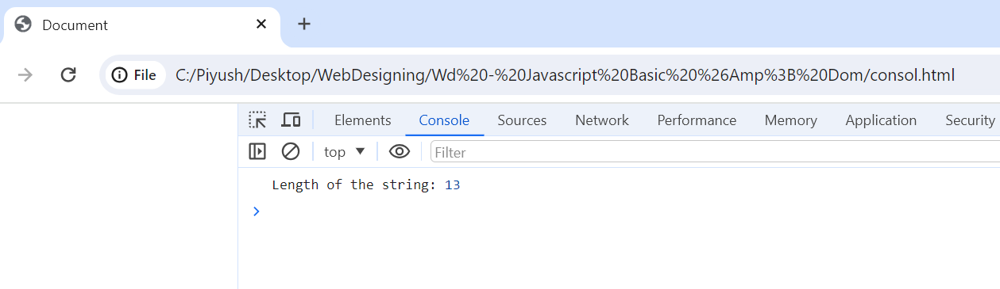 Document
File C:/Piyush/Desktop/WebDesigning/Wd%20-%20Javascript%20Basic%20%26Amp%3B%20Dom/consol.html
Elements Console Sources Network Performance Memory Application Security
top Filter
Length of the string: 13